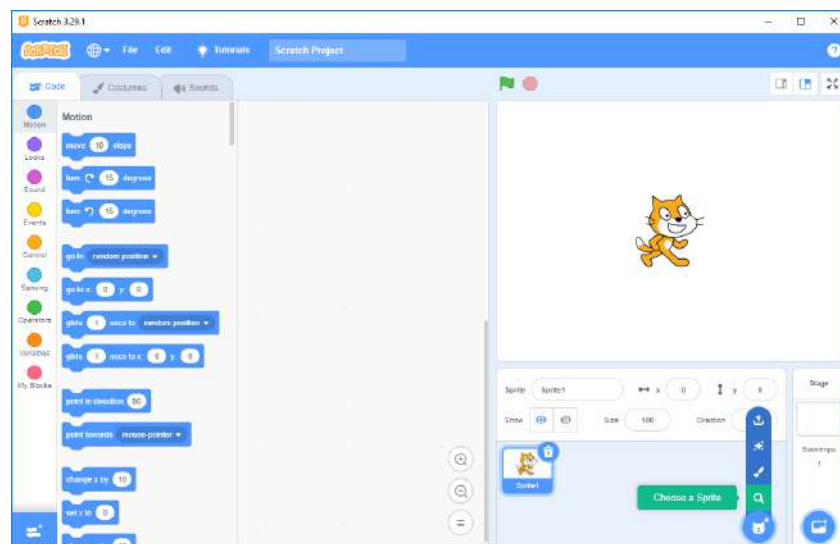 Scratch 3.29.1
SCRATCH
File Edit Tutorials Scratch Project
Code Costumes Sounds
Motion
Looks
Sound
Events
Control
Sensing
Operators
Variables
My Blocks
Motion
move 10 steps
turn 15 degrees
turn 15 degrees
go to random position
go to x: 0 y: 0
glide 1 secs to random position
glide 1 secs to x: 0 y: 0
point in direction 90
point towards mouse-pointer
change x by 10
set x to 0
Sprite Sprite1 x 0 y 0
Show Size 100 Direction
Sprite1
Choose a Sprite
Stage
Backdrops
1